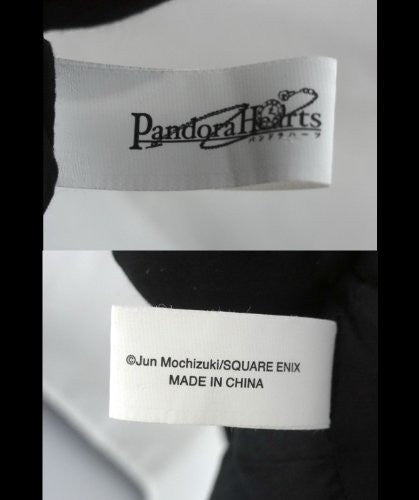 PandoraHearts
パンドラハーツ
©Jun Mochizuki/SQUARE ENIX
MADE IN CHINA